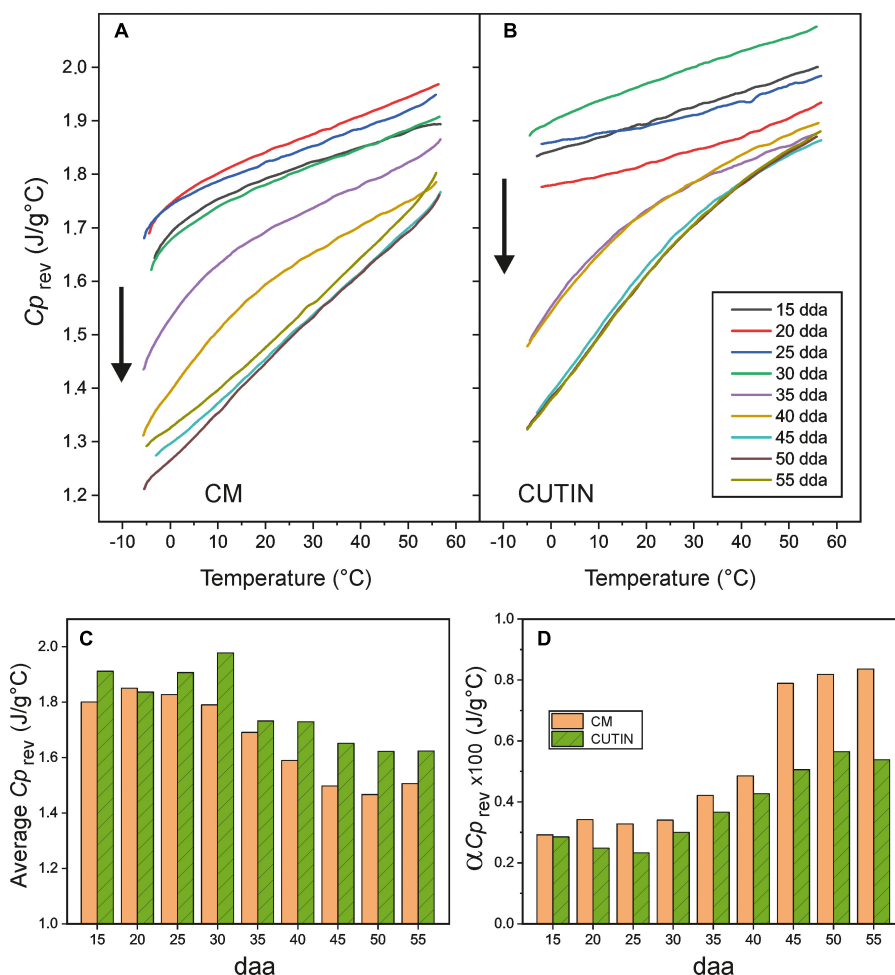 A
B
2.0
1.9
1.8
1.7
1.6
1.5
1.4
1.3
1.2
Cp rev (J/g°C)
CM
CUTIN
15 dda
20 dda
25 dda
30 dda
35 dda
40 dda
45 dda
50 dda
55 dda
-10 0 10 20 30 40 50 60
-10 0 10 20 30 40 50 60
Temperature (°C)
Temperature (°C)
C
2.0
1.8
1.6
1.4
1.2
1.0
Average Cp rev (J/g°C)
15 20 25 30 35 40 45 50 55
daa
D
1.0
0.8
0.6
0.4
0.2
0.0
αCp rev x100 (J/g°C)
CM
CUTIN
15 20 25 30 35 40 45 50 55
daa